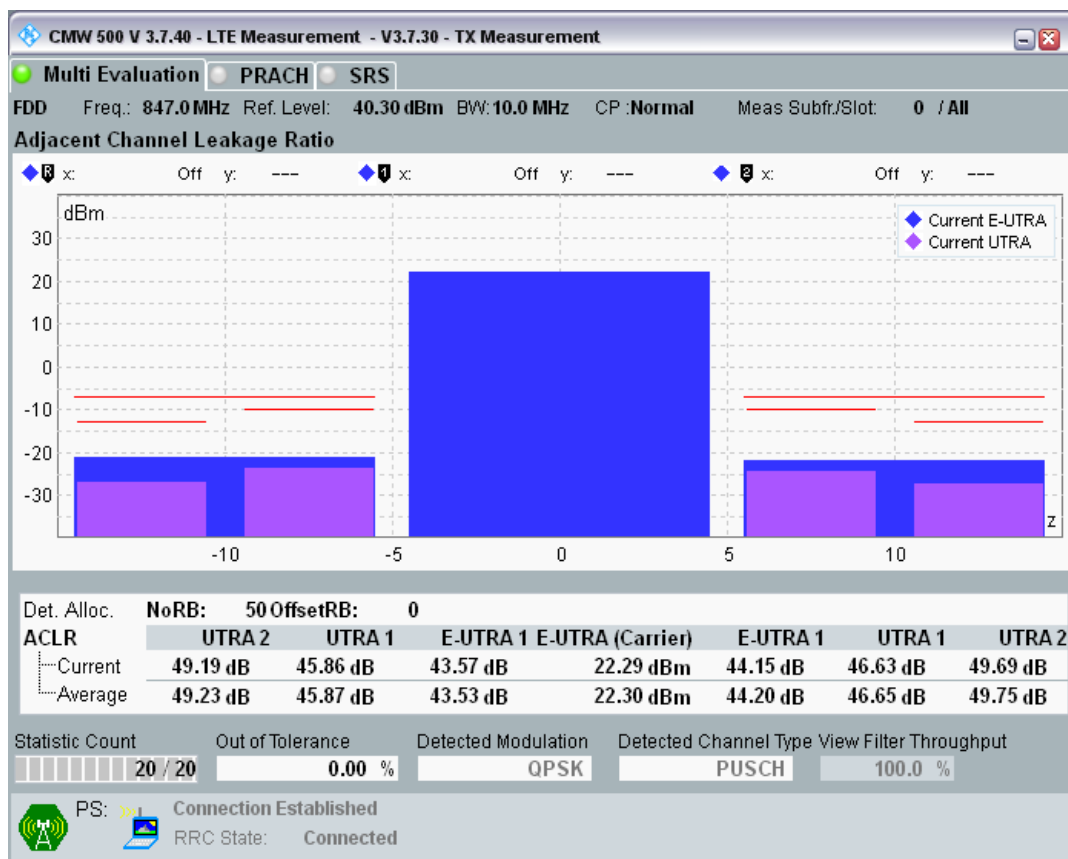 CMW 500 V 3.7.40 - LTE Measurement - V3.7.30 - TX Measurement
Multi Evaluation PRACH SRS
FDD Freq.: 847.0 MHz Ref. Level: 40.30 dBm BW: 10.0 MHz CP :Normal Meas Subfr./Slot: 0 / All
Adjacent Channel Leakage Ratio
R x: Off y: --- 1 x: Off y: --- 2 x: Off y: ---
dBm
Current E-UTRA
Current UTRA
30
20
10
0
-10
-20
-30
z
-10 -5 0 5 10
Det. Alloc. NoRB: 50 OffsetRB: 0
ACLR UTRA 2 UTRA 1 E-UTRA 1 E-UTRA (Carrier) E-UTRA 1 UTRA 1 UTRA 2
Current 49.19 dB 45.86 dB 43.57 dB 22.29 dBm 44.15 dB 46.63 dB 49.69 dB
Average 49.23 dB 45.87 dB 43.53 dB 22.30 dBm 44.20 dB 46.65 dB 49.75 dB
Statistic Count Out of Tolerance Detected Modulation Detected Channel Type View Filter Throughput
20 / 20 0.00 % QPSK PUSCH 100.0 %
PS: Connection Established
RRC State: Connected